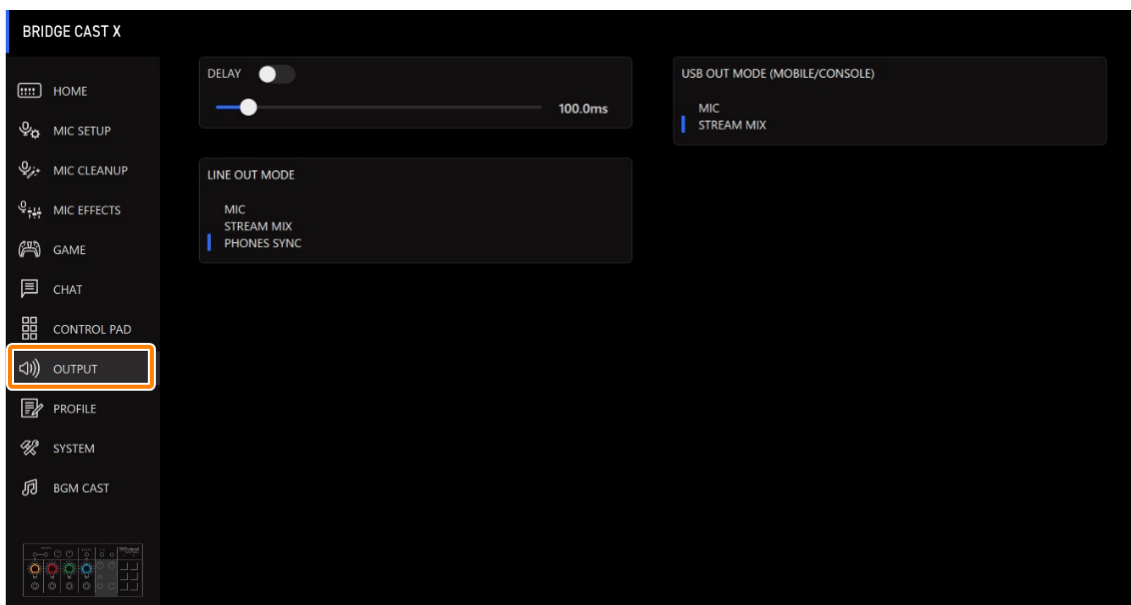 BRIDGE CAST X
HOME
MIC SETUP
MIC CLEANUP
MIC EFFECTS
GAME
CHAT
CONTROL PAD
OUTPUT
PROFILE
SYSTEM
BGM CAST
DELAY
100.0ms
LINE OUT MODE
MIC
STREAM MIX
PHONES SYNC
USB OUT MODE (MOBILE/CONSOLE)
MIC
STREAM MIX